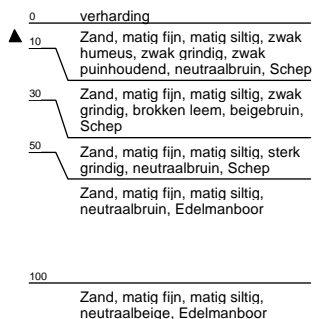 0 verharding
10 Zand, matig fijn, matig siltig, zwak
humeus, zwak grindig, zwak
puinhoudend, neutraalbruin, Schep
30 Zand, matig fijn, matig siltig, zwak
grindig, brokken leem, beigebruin,
Schep
50 Zand, matig fijn, matig siltig, sterk
grindig, neutraalbruin, Schep
Zand, matig fijn, matig siltig,
neutraalbruin, Edelmanboor
100
Zand, matig fijn, matig siltig,
neutraalbeige, Edelmanboor